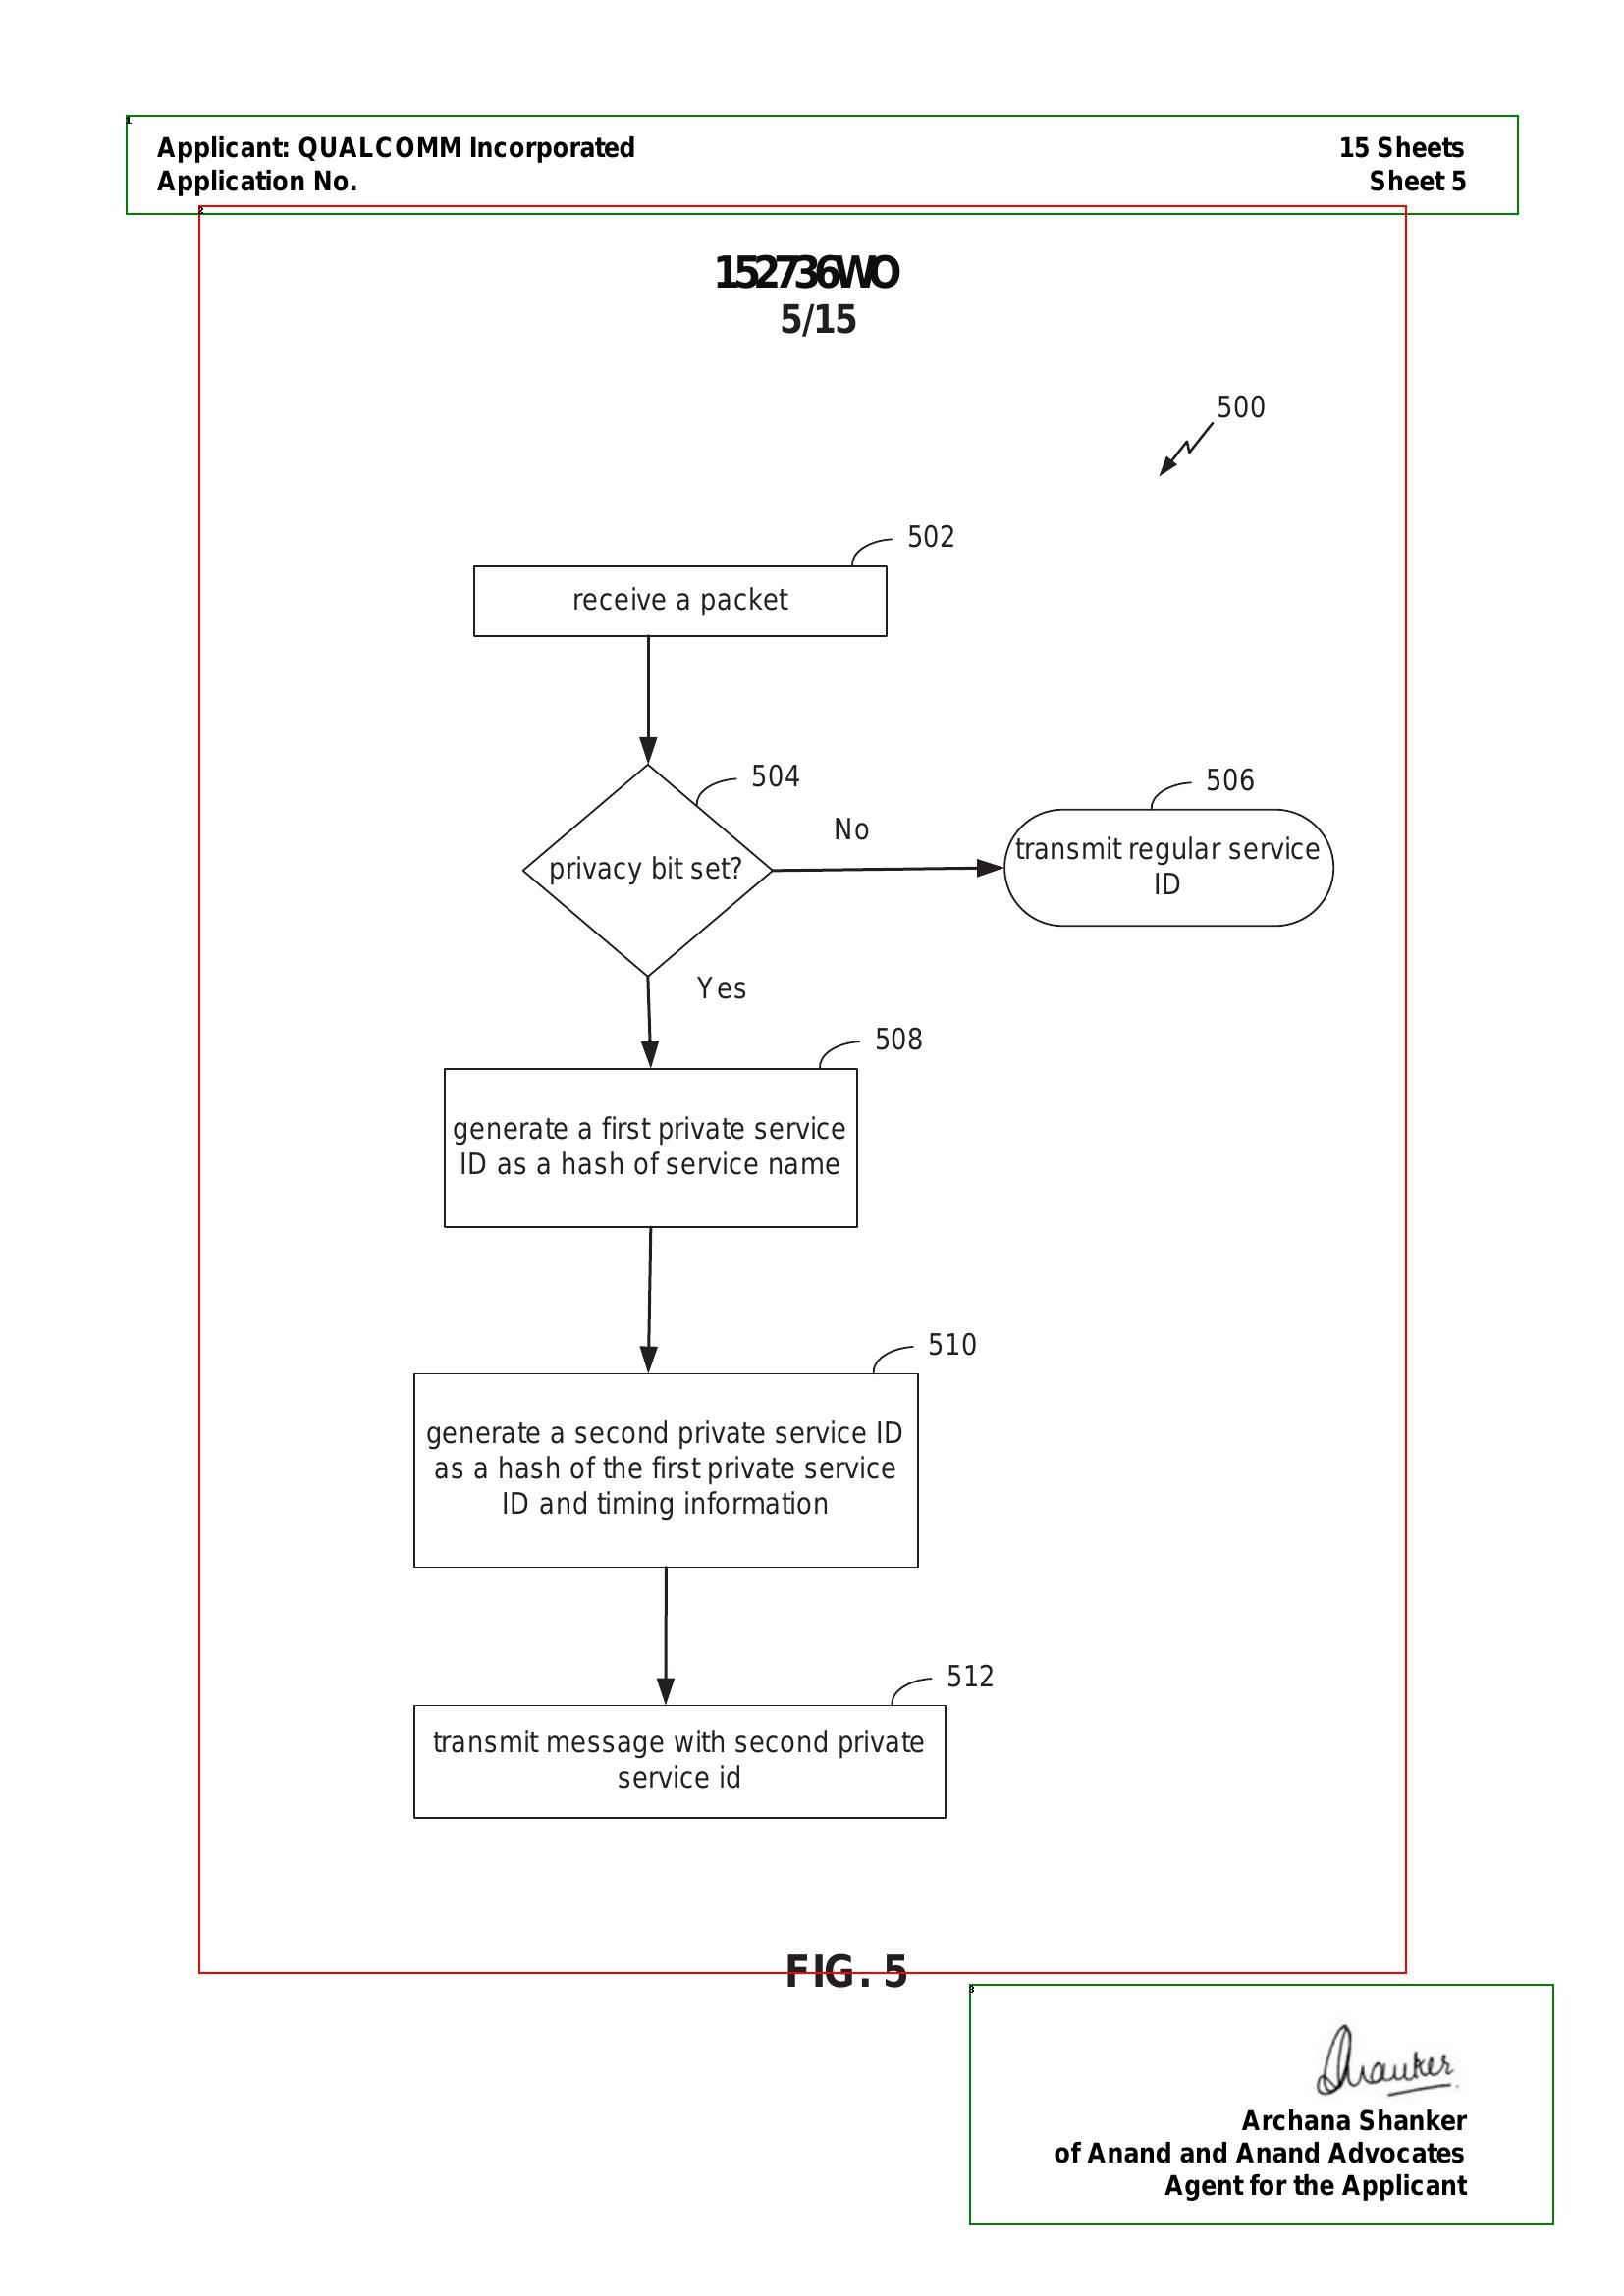 Applicant: QUALCOMM Incorporated
15 Sheets
Application No.
Sheet 5
152736WO
5/15
500
502
receive a packet
504
506
No
privacy bit set?
transmit regular service
ID
Yes
508
generate a first private service
ID as a hash of service name
510
generate a second private service ID
as a hash of the first private service
ID and timing information
512
transmit message with second private
service id
FIG. 5
Shanker
Archana Shanker
of Anand and Anand Advocates
Agent for the Applicant